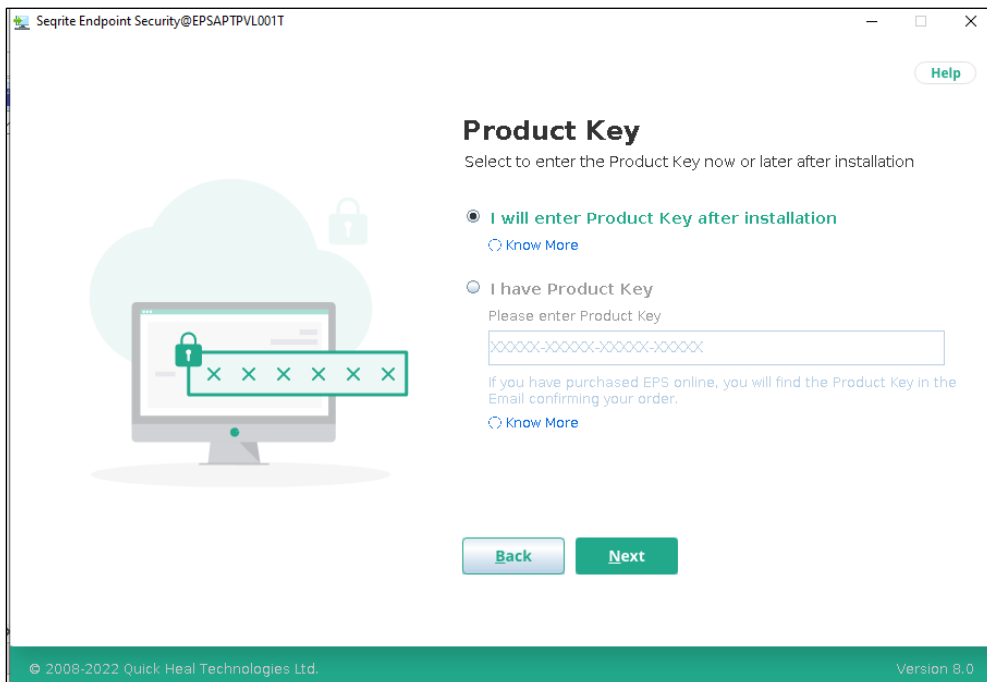 Seqrite Endpoint Security@EPSAPTPVL001T
Help
Product Key
Select to enter the Product Key now or later after installation
I will enter Product Key after installation
Know More
I have Product Key
Please enter Product Key
XXXXX-XXXXX-XXXXX-XXXXX
If you have purchased EPS online, you will find the Product Key in the
Email confirming your order.
Know More
Back Next
© 2008-2022 Quick Heal Technologies Ltd. Version 8.0